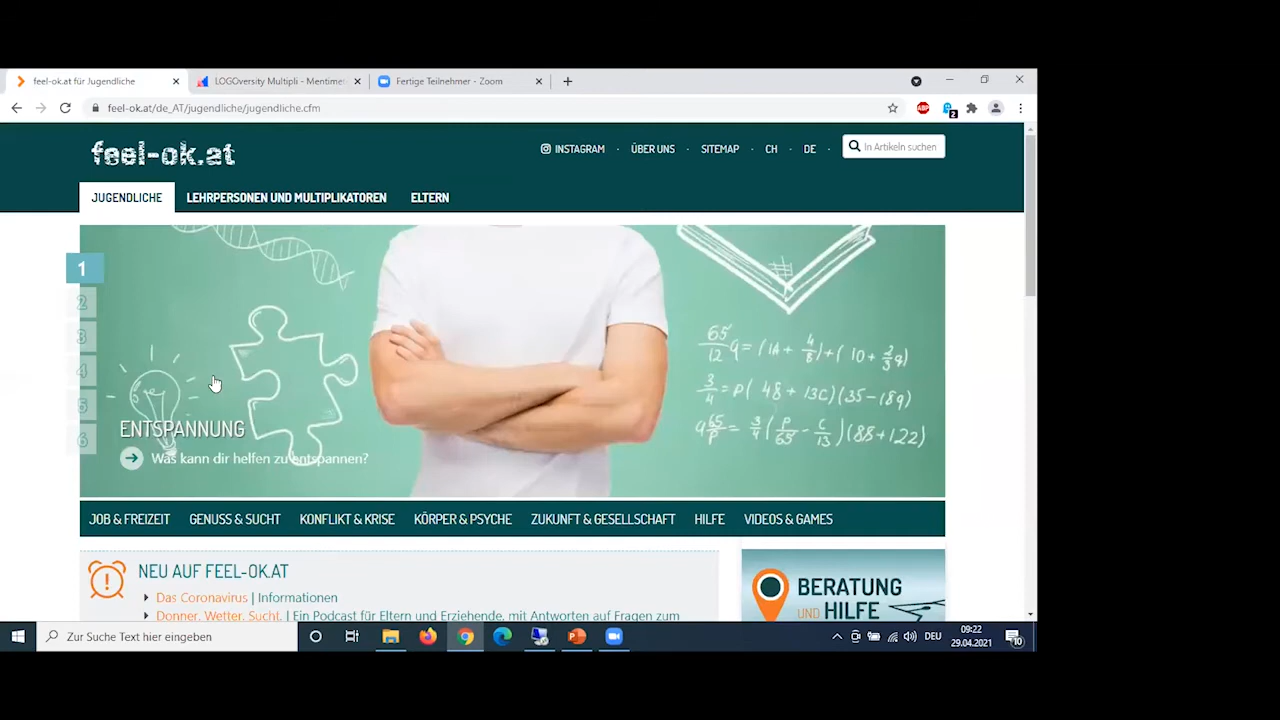 feel-ok.at für Jugendliche
LOGOversity Multipli - Mentimet
Fertige Teilnehmer - Zoom
feel-ok.at/de_AT/jugendliche/jugendliche.cfm
ABP
2
feel-ok.at
INSTAGRAM · ÜBER UNS · SITEMAP · CH · DE ·
In Artikeln suchen
JUGENDLICHE
LEHRPERSONEN UND MULTIPLIKATOREN
ELTERN
1
2
3
4
5
6
ENTSPANNUNG
Was kann dir helfen zu entspannen?
JOB & FREIZEIT
GENUSS & SUCHT
KONFLIKT & KRISE
KÖRPER & PSYCHE
ZUKUNFT & GESELLSCHAFT
HILFE
VIDEOS & GAMES
NEU AUF FEEL-OK.AT
Das Coronavirus | Informationen
Donner, Wetter, Sucht. | Ein Podcast für Eltern und Erziehende, mit Antworten auf Fragen zum
BERATUNG
UND HILFE
Zur Suche Text hier eingeben
DEU
09:22
29.04.2021
10